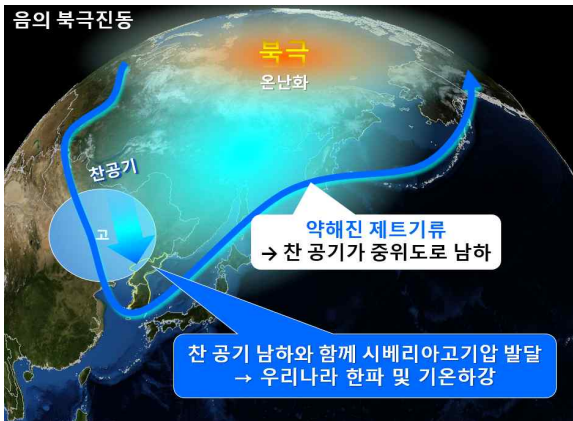 음의 북극진동
북극
온난화
찬공기
고
약해진 제트기류
→ 찬 공기가 중위도로 남하
찬 공기 남하와 함께 시베리아고기압 발달
→ 우리나라 한파 및 기온하강